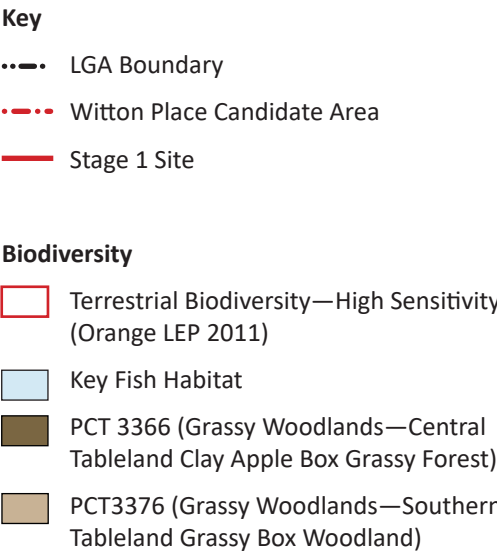 Key
LGA Boundary
Witton Place Candidate Area
Stage 1 Site
Biodiversity
Terrestrial Biodiversity—High Sensitivity
(Orange LEP 2011)
Key Fish Habitat
PCT 3366 (Grassy Woodlands—Central
Tableland Clay Apple Box Grassy Forest)
PCT3376 (Grassy Woodlands—Southern
Tableland Grassy Box Woodland)